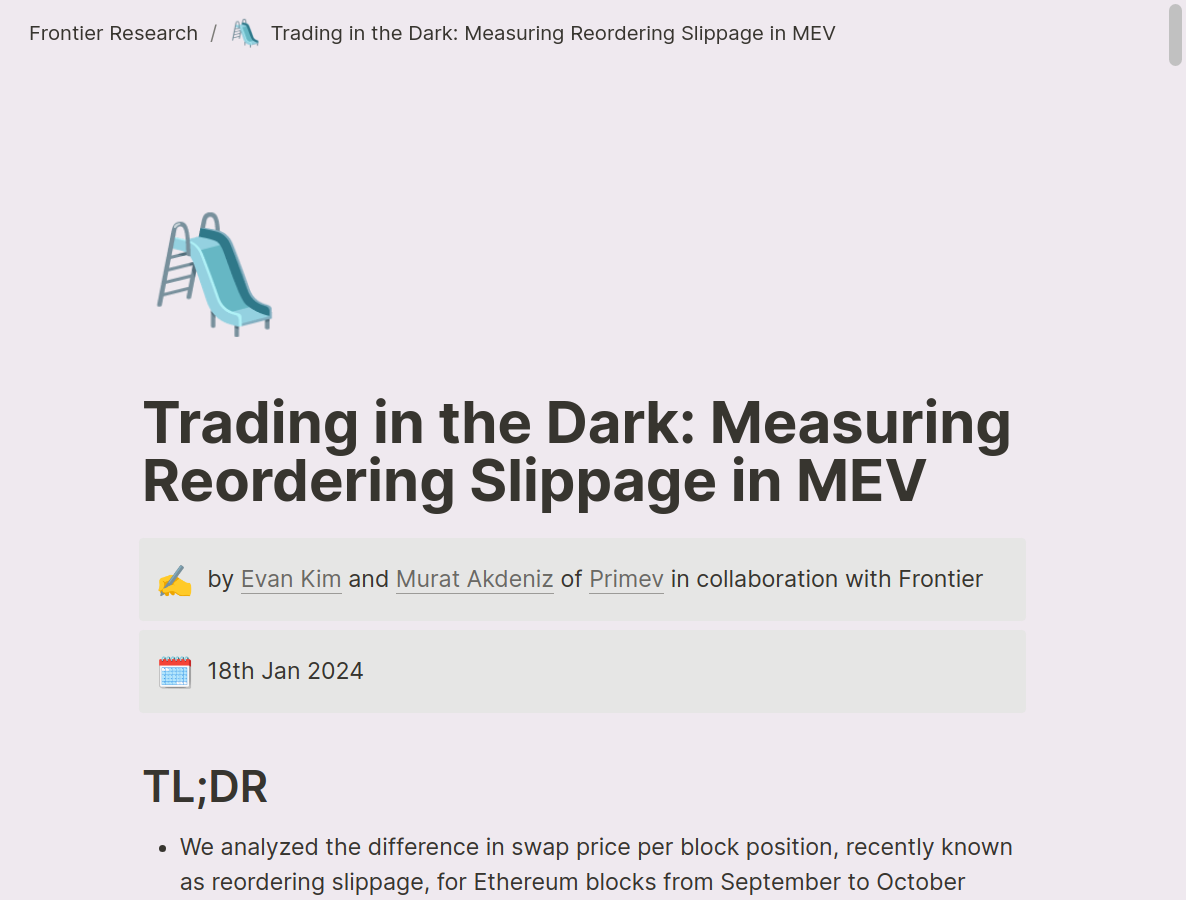 Frontier Research / Trading in the Dark: Measuring Reordering Slippage in MEV
Trading in the Dark: Measuring
Reordering Slippage in MEV
by Evan Kim and Murat Akdeniz of Primev in collaboration with Frontier
18th Jan 2024
TL;DR
• We analyzed the difference in swap price per block position, recently known
as reordering slippage, for Ethereum blocks from September to October